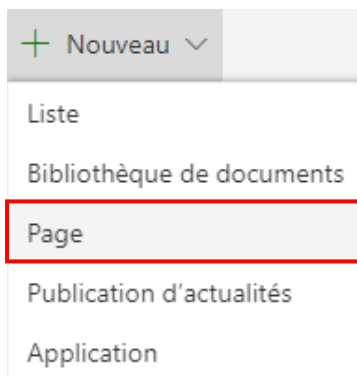 Nouveau
Liste
Bibliothèque de documents
Page
Publication d'actualités
Application